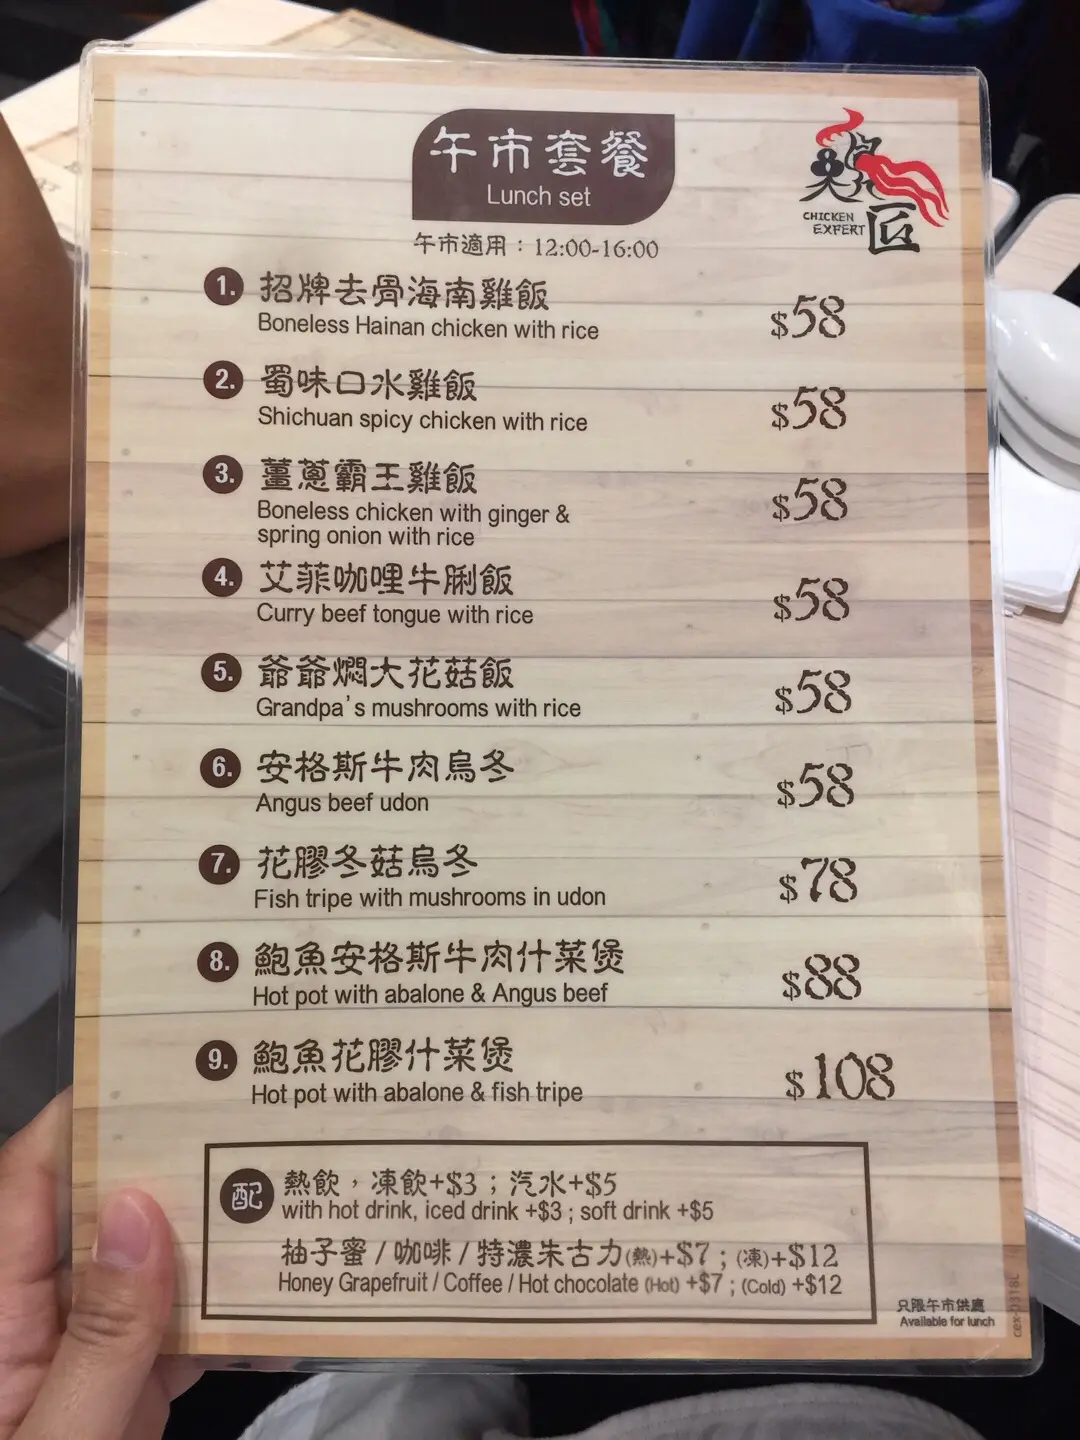 午市套餐
Lunch set
CHICKEN
EXPERT
匠
午市適用：12:00-16:00
1. 招牌去骨海南雞飯
Boneless Hainan chicken with rice
$58
2. 蜀味口水雞飯
Shichuan spicy chicken with rice
$58
3. 薑蔥霸王雞飯
Boneless chicken with ginger &
spring onion with rice
$58
4. 艾菲咖哩牛脷飯
Curry beef tongue with rice
$58
5. 爺爺燜大花菇飯
Grandpa's mushrooms with rice
$58
6. 安格斯牛肉烏冬
Angus beef udon
$58
7. 花膠冬菇烏冬
Fish tripe with mushrooms in udon
$78
8. 鮑魚安格斯牛肉什菜煲
Hot pot with abalone & Angus beef
$88
9. 鮑魚花膠什菜煲
Hot pot with abalone & fish tripe
$108
配 熱飲，凍飲+$3；汽水+$5
with hot drink, iced drink +$3 ; soft drink +$5
柚子蜜 / 咖啡 / 特濃朱古力(熱)+$7；(凍)+$12
Honey Grapefruit / Coffee / Hot chocolate (Hot) +$7 ; (Cold) +$12
只限午市供應
Available for lunch
cex-0318L